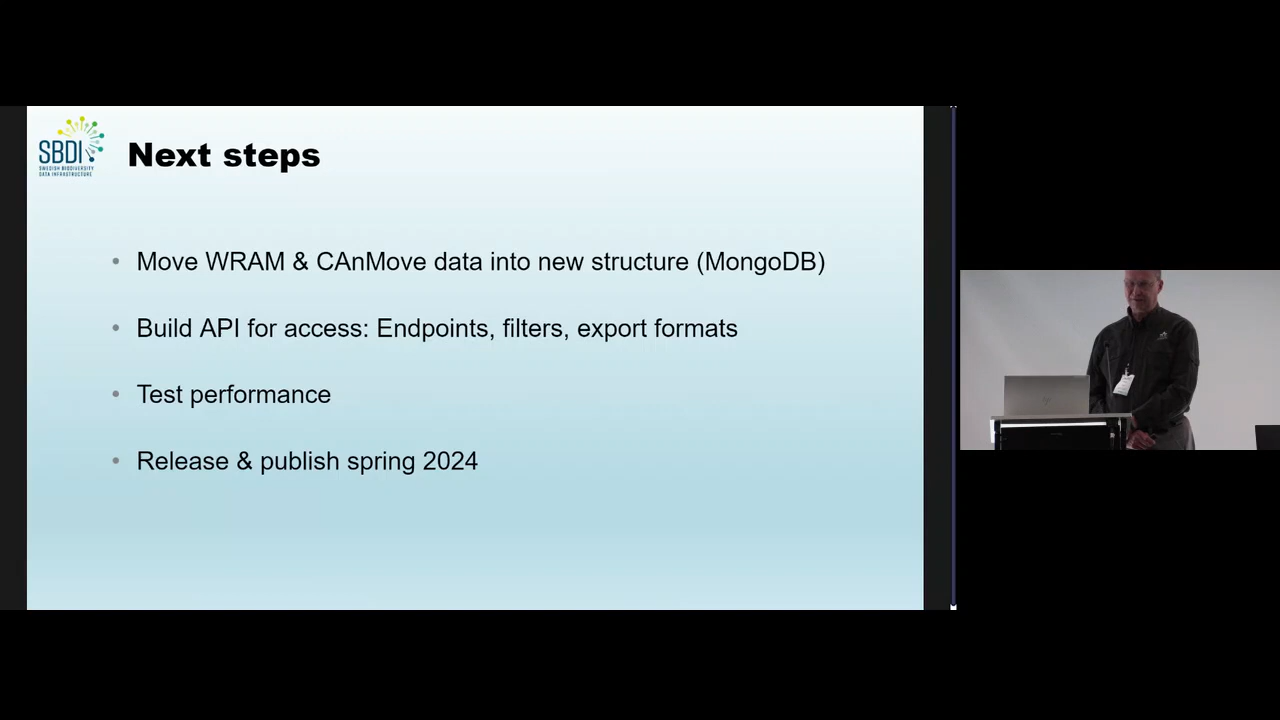 SBDI
SWEDISH BIODIVERSITY
DATA INFRASTRUCTURE
Next steps
• Move WRAM & CAnMove data into new structure (MongoDB)
• Build API for access: Endpoints, filters, export formats
• Test performance
• Release & publish spring 2024